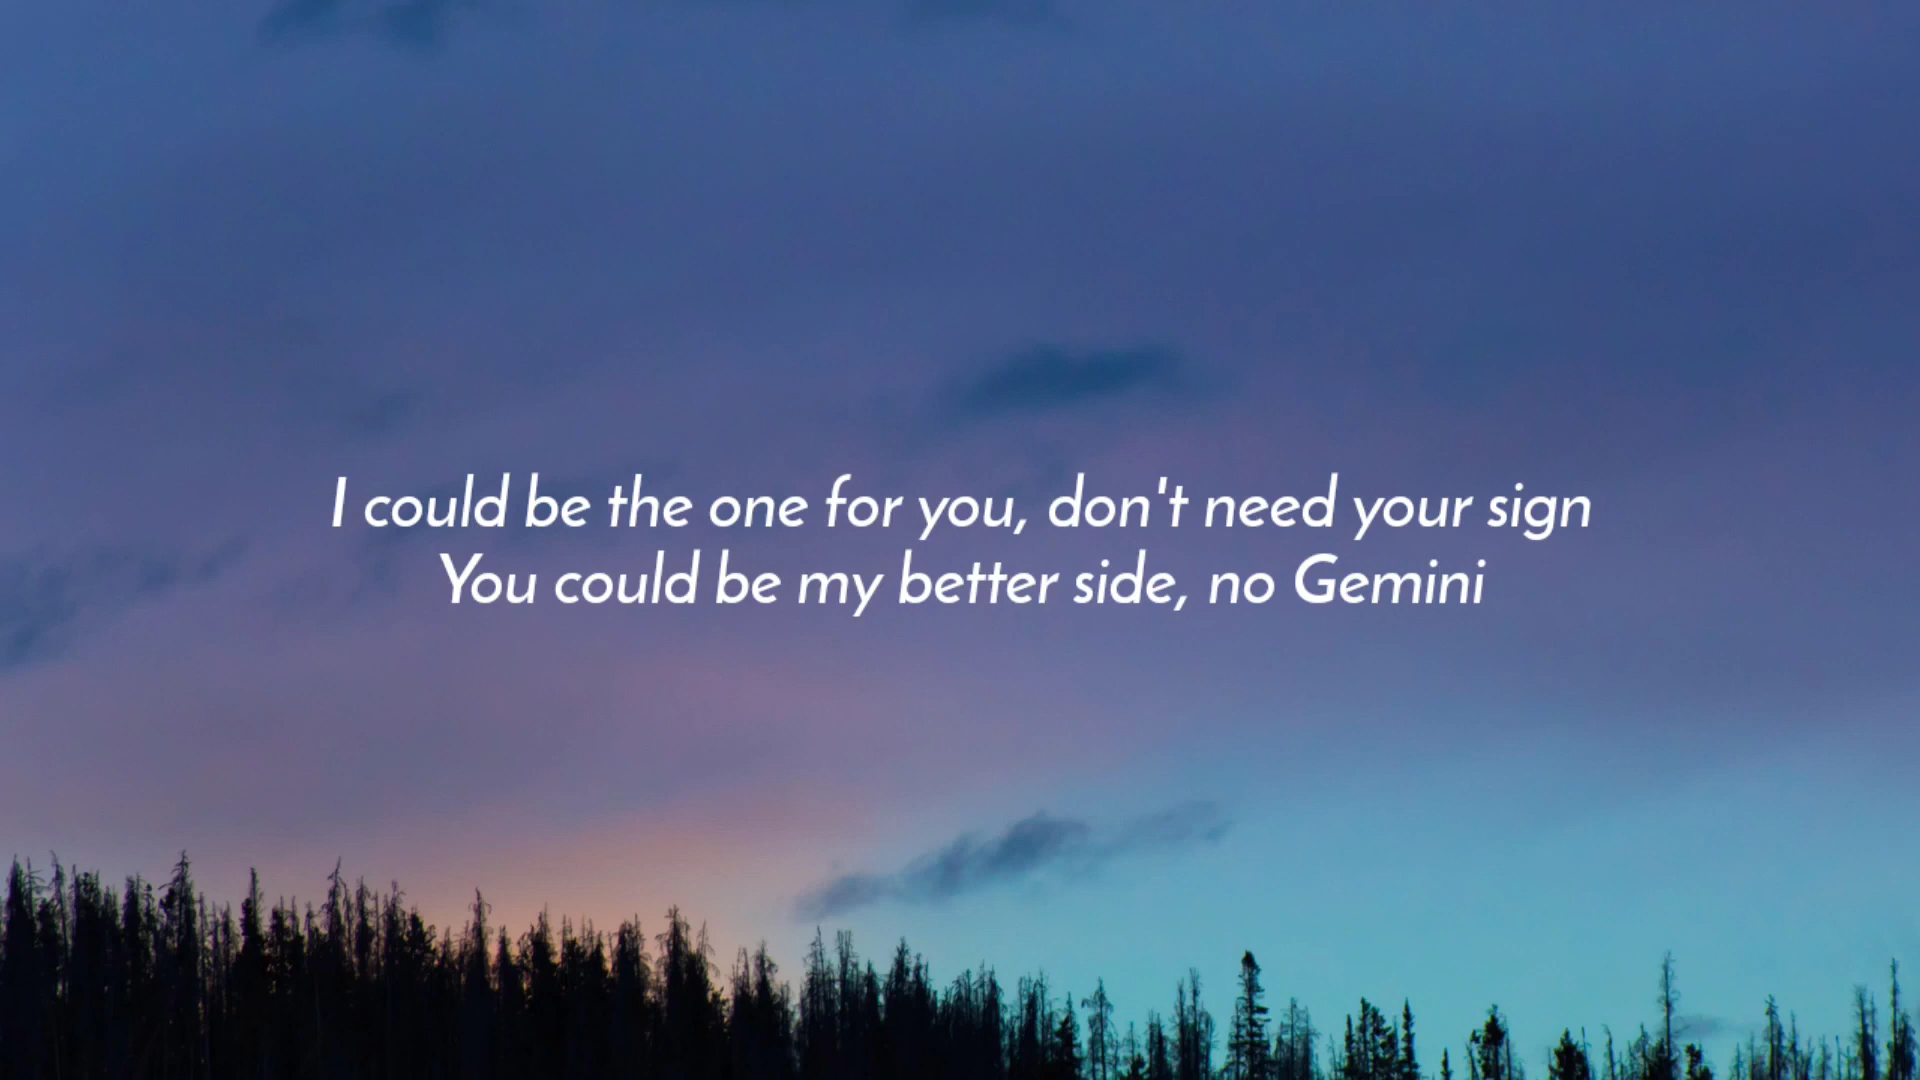 I could be the one for you, don't need your sign
You could be my better side, no Gemini